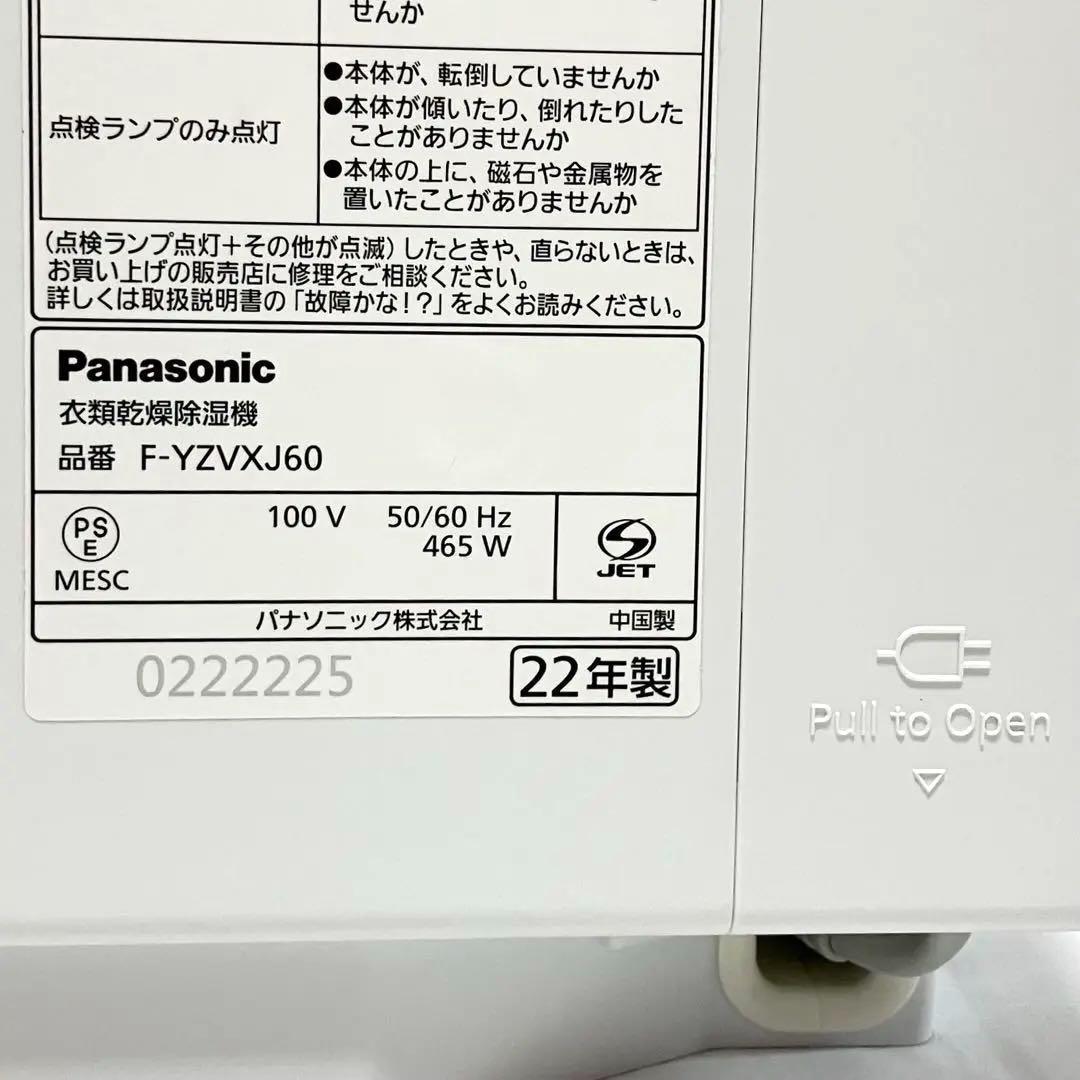 せんか
点検ランプのみ点灯
●本体が、転倒していませんか
●本体が傾いたり、倒れたりした
ことがありませんか
●本体の上に、磁石や金属物を
置いたことがありませんか
(点検ランプ点灯＋その他が点滅)したときや、直らないときは、
お買い上げの販売店に修理をご相談ください。
詳しくは取扱説明書の「故障かな!?」をよくお読みください。
Panasonic
衣類乾燥除湿機
品番 F-YZVXJ60
PS
E
MESC
100 V 50/60 Hz
465 W
JET
パナソニック株式会社 中国製
0222225
22年製
Pull to Open